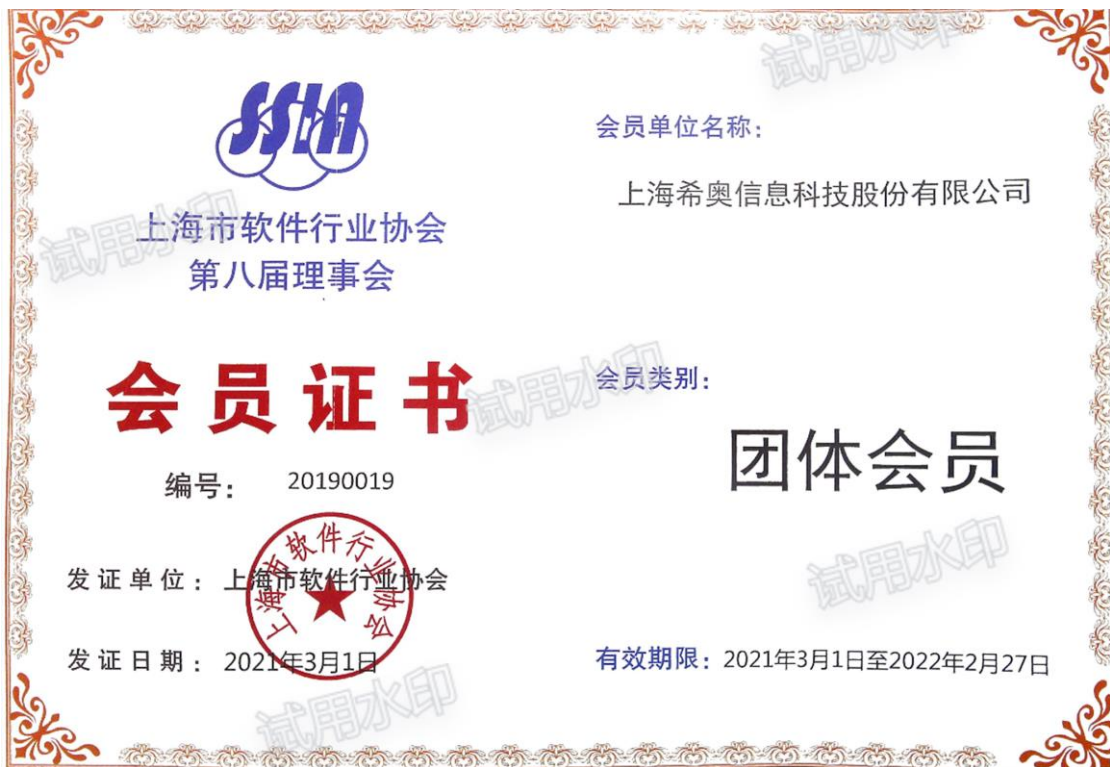 SSIA
上海市软件行业协会
第八届理事会
会员证书
编号： 20190019
发证单位：上海市软件行业协会
发证日期：2021年3月1日
上海市软件行业协会
会员单位名称：
上海希奥信息科技股份有限公司
会员类别：
团体会员
有效期限：2021年3月1日至2022年2月27日
试用水印
试用水印
试用水印
试用水印
试用水印